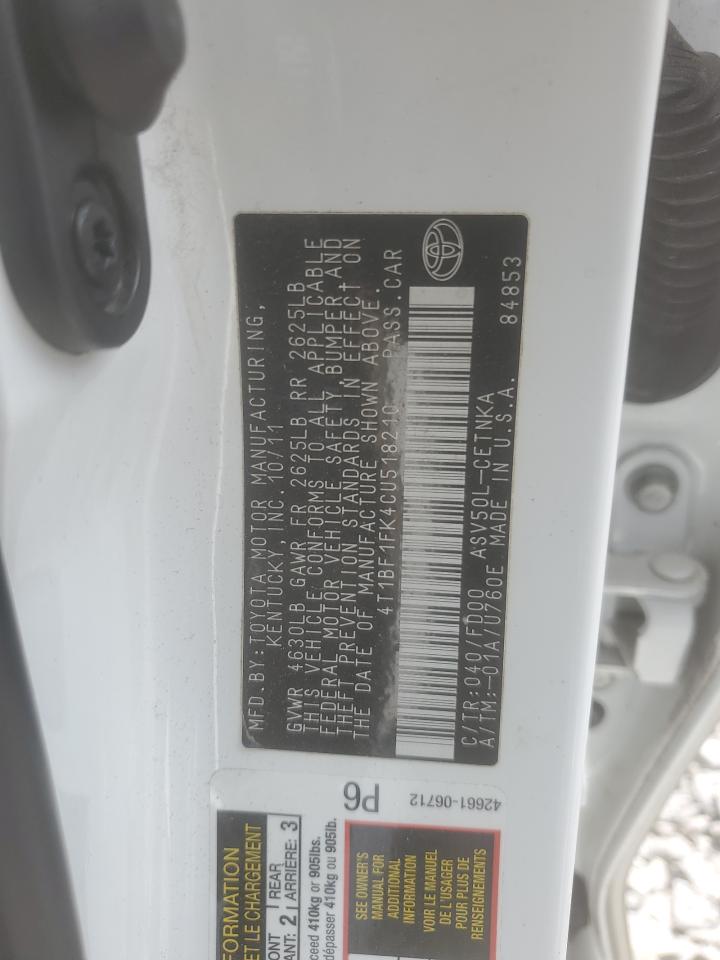 MFD.BY:TOYOTA MOTOR MANUFACTURING,
KENTUCKY, INC. 10/11
GVWR 4630LB GAWR FR 2625LB RR 2625LB
THIS VEHICLE CONFORMS TO ALL APPLICABLE
FEDERAL MOTOR VEHICLE SAFETY, BUMPER AND
THEFT PREVENTION STANDARDS IN EFFECT ON
THE DATE OF MANUFACTURE SHOWN ABOVE.
4T1BF1FK4CU518210 PASS.CAR
C/TR:040/FD00 ASV50L-CETNKA
A/TM:-01A/U760E MADE IN U.S.A. 84853
P6
42661-06712
FORMATION
ET LE CHARGEMENT
ONT 2 REAR 3
ANT: ARRIÈRE:
ceed 410kg or 905lbs.
dépasser 410kg ou 905lb.
SEE OWNER'S
MANUAL FOR
ADDITIONAL
INFORMATION
VOIR LE MANUEL
DE L'USAGER
POUR PLUS DE
RENSEIGNEMENTS